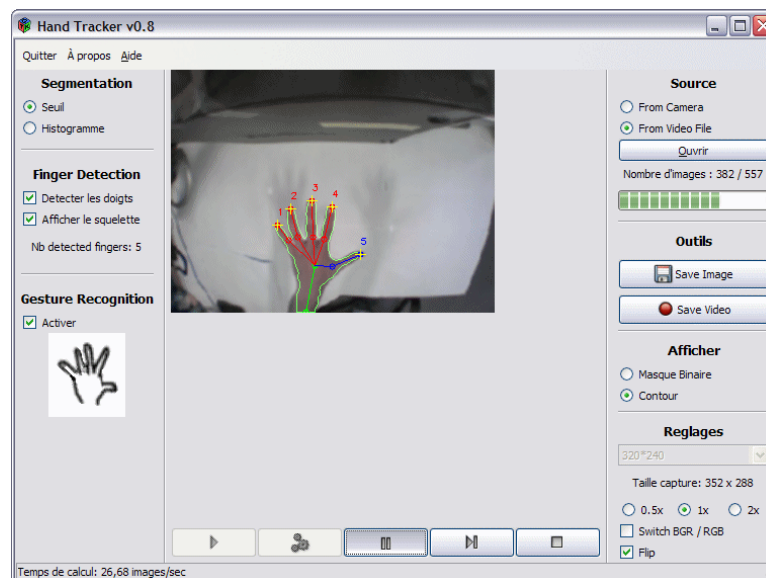 Hand Tracker v0.8
Quitter À propos Aide
Segmentation
Seuil
Histogramme
Finger Detection
Detecter les doigts
Afficher le squelette
Nb detected fingers: 5
Gesture Recognition
Activer
1
2
3
4
5
Source
From Camera
From Video File
Ouvrir
Nombre d'images : 382 / 557
Outils
Save Image
Save Video
Afficher
Masque Binaire
Contour
Reglages
320*240
Taille capture: 352 x 288
0.5x 1x 2x
Switch BGR / RGB
Flip
Temps de calcul: 26,68 images/sec